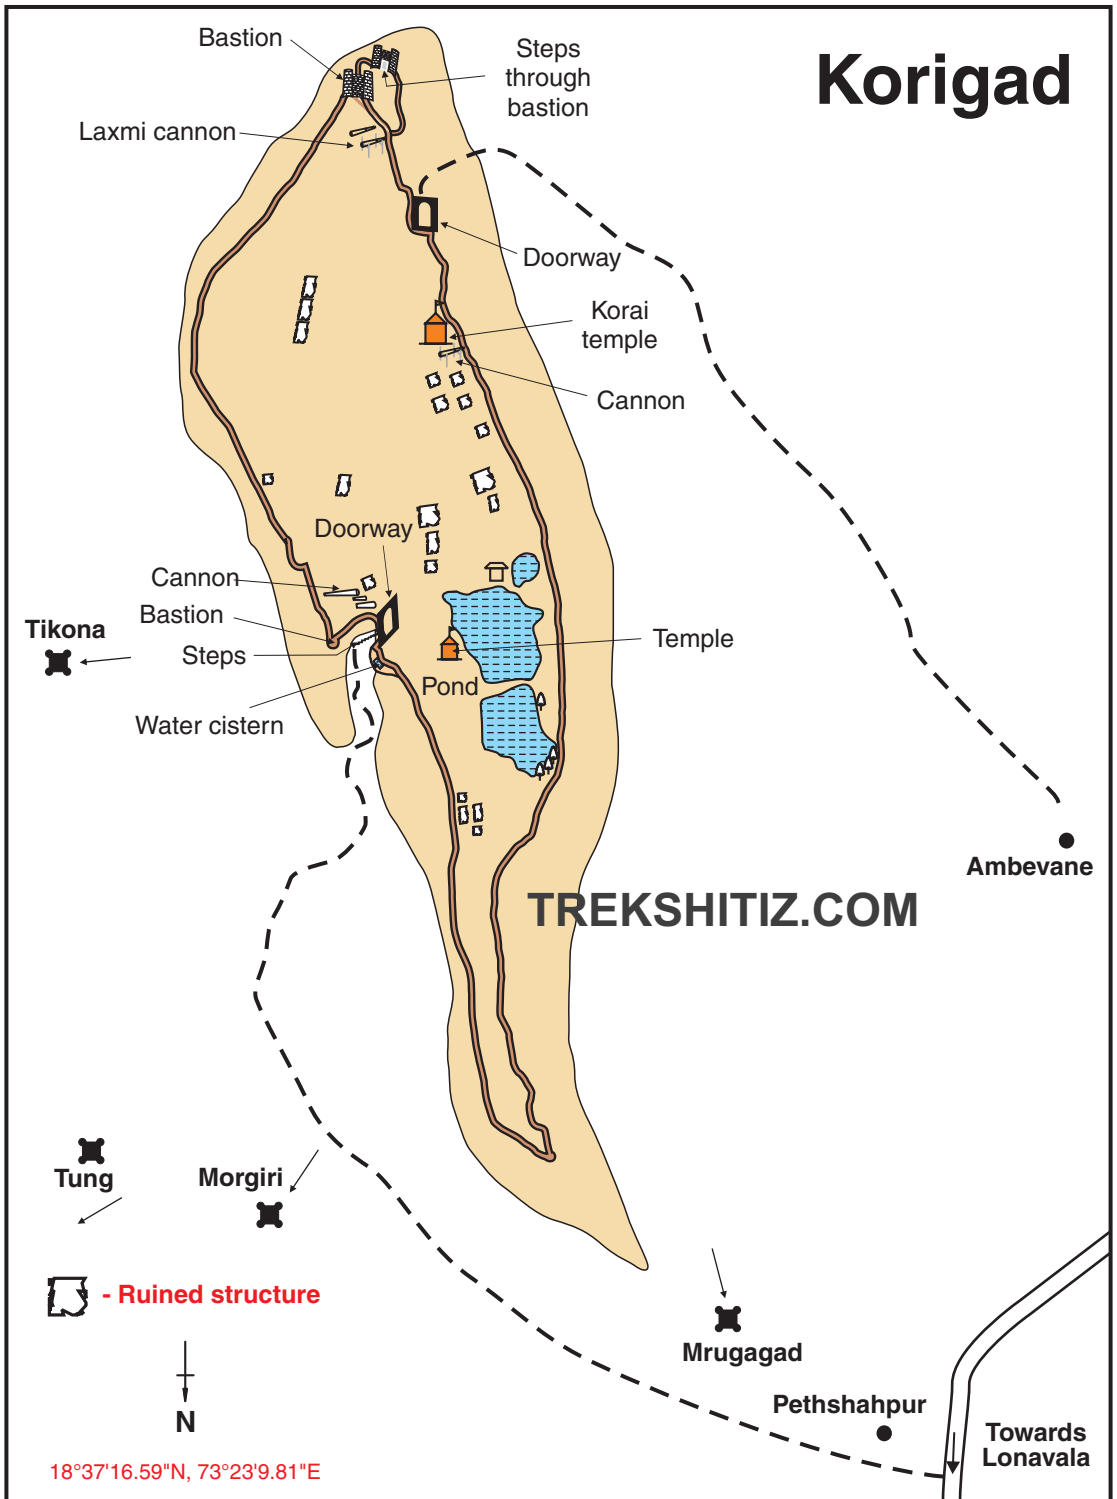 Korigad
Bastion
Steps
through
bastion
Laxmi cannon
Doorway
Korai
temple
Cannon
Doorway
Cannon
Bastion
Tikona
Steps
Temple
Pond
Water cistern
Ambevane
TREKSHITIZ.COM
Tung
Morgiri
- Ruined structure
Mrugagad
Pethshahpur
N
Towards
Lonavala
18°37'16.59"N, 73°23'9.81"E